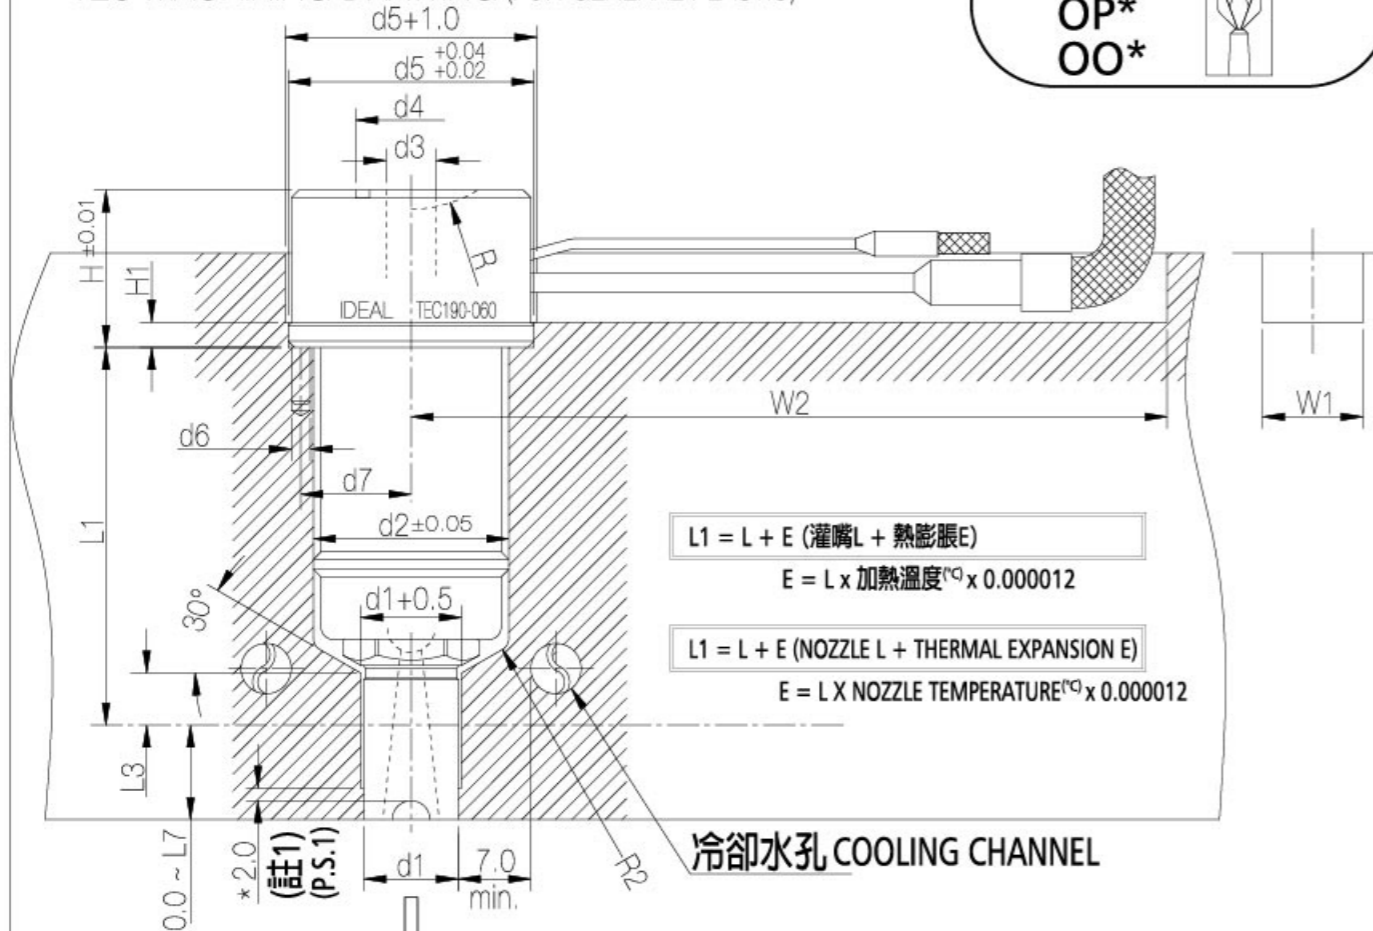 OP*
OO*
d5+1.0
d5 +0.04 +0.02
d4
d3
H ±0.01
H1
R
IDEAL TEC190-060
W2
W1
d6
d7
L1
d2±0.05
L1 = L + E (灌嘴L + 熱膨脹E)
E = L x 加熱溫度(℃) x 0.000012
30°
d1+0.5
L1 = L + E (NOZZLE L + THERMAL EXPANSION E)
E = L X NOZZLE TEMPERATURE(℃) x 0.000012
L3
0.0 ~ L7
* 2.0
(註1)
(P.S.1)
d1
7.0
min.
R2
冷卻水孔 COOLING CHANNEL